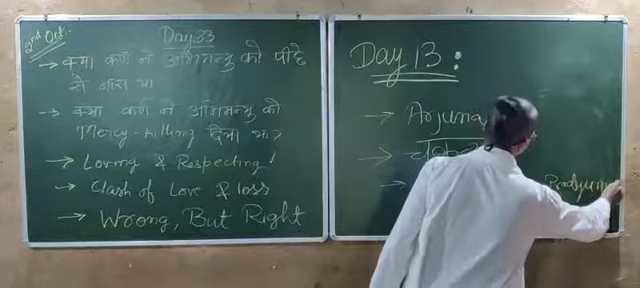 2nd Oct.
Day 33
→ क्या कर्ण ने अभिमन्यु को पीछे
से मारा था
→ क्या कर्ण ने अभिमन्यु को
Mercy-killing दिया था?
→ Loving & Respecting!
→ Clash of Love & loss
→ Wrong, But Right
Day 13 :
→ Arjuna
→
→ Pradyum